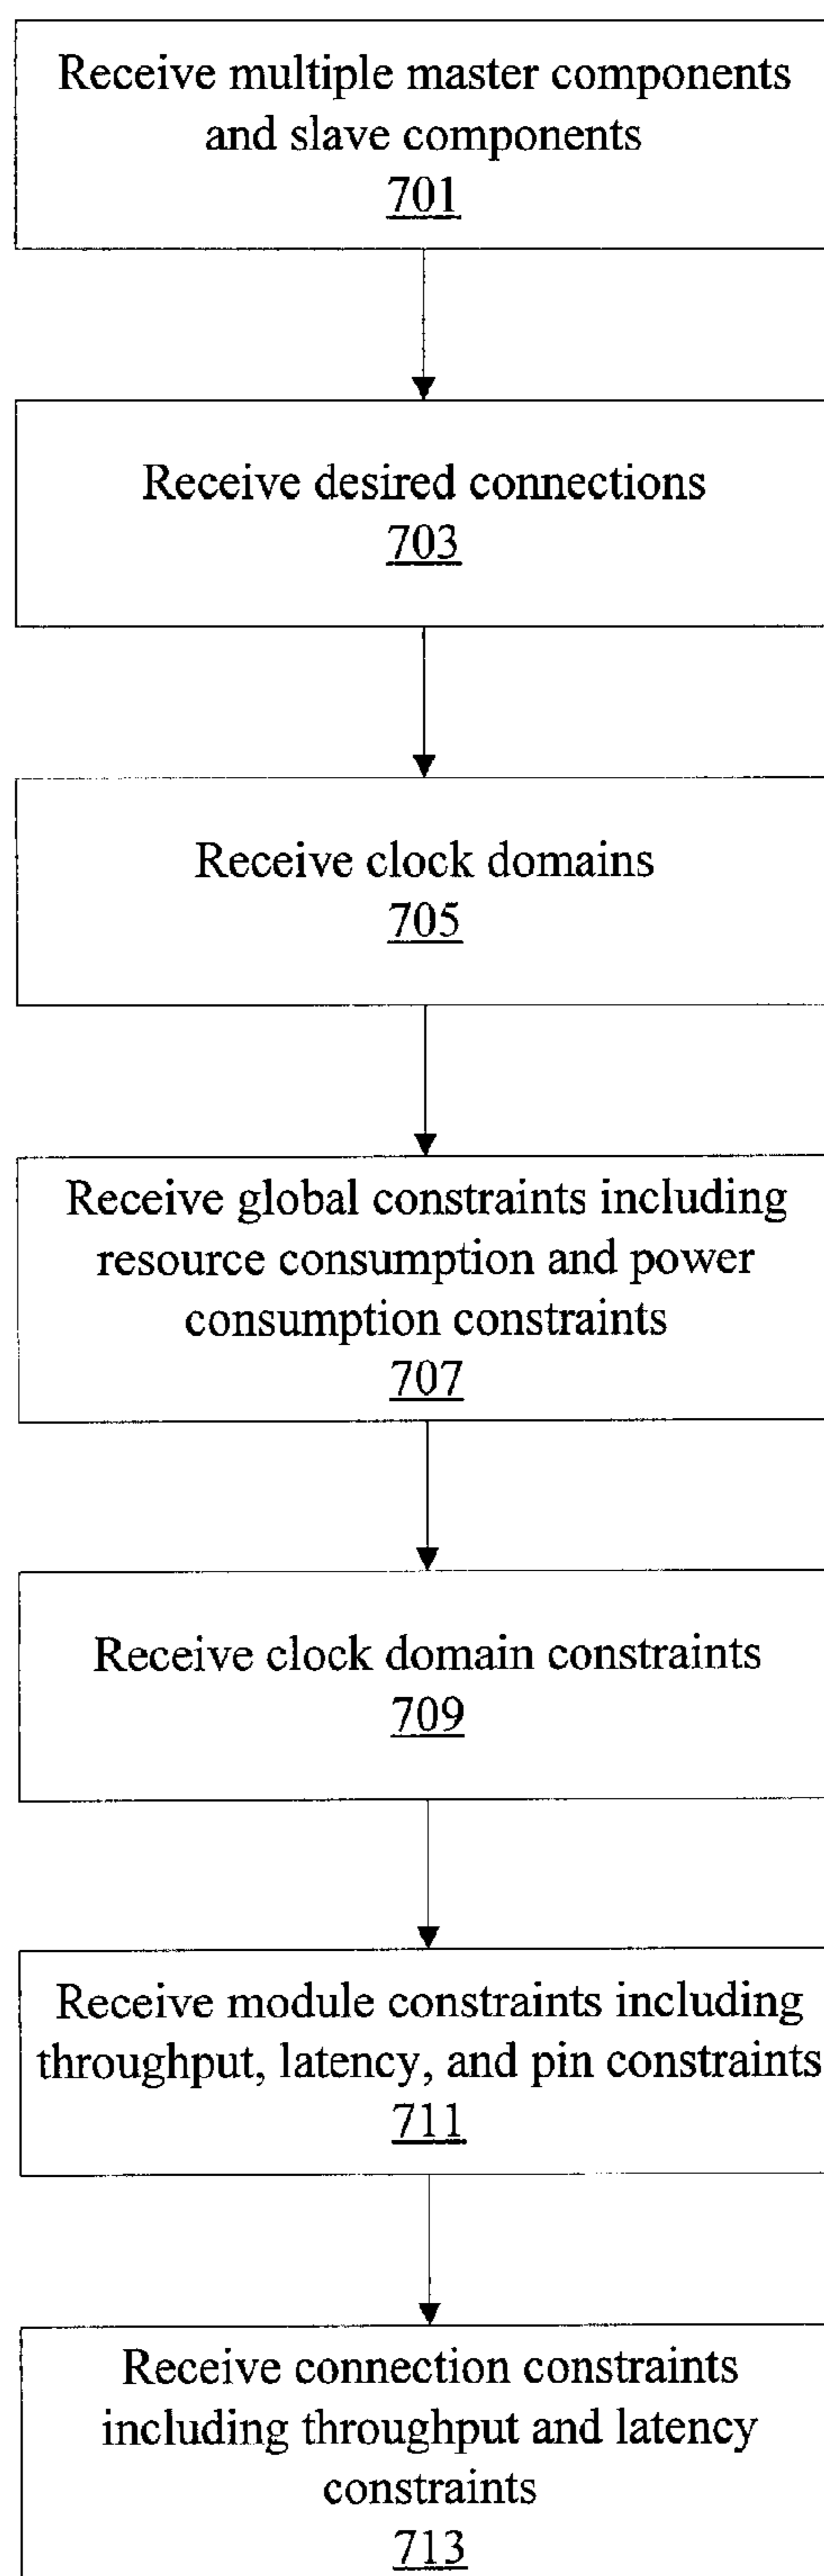 Receive multiple master components
and slave components
701
Receive desired connections
703
Receive clock domains
705
Receive global constraints including
resource consumption and power
consumption constraints
707
Receive clock domain constraints
709
Receive module constraints including
throughput, latency, and pin constraints
711
Receive connection constraints
including throughput and latency
constraints
713